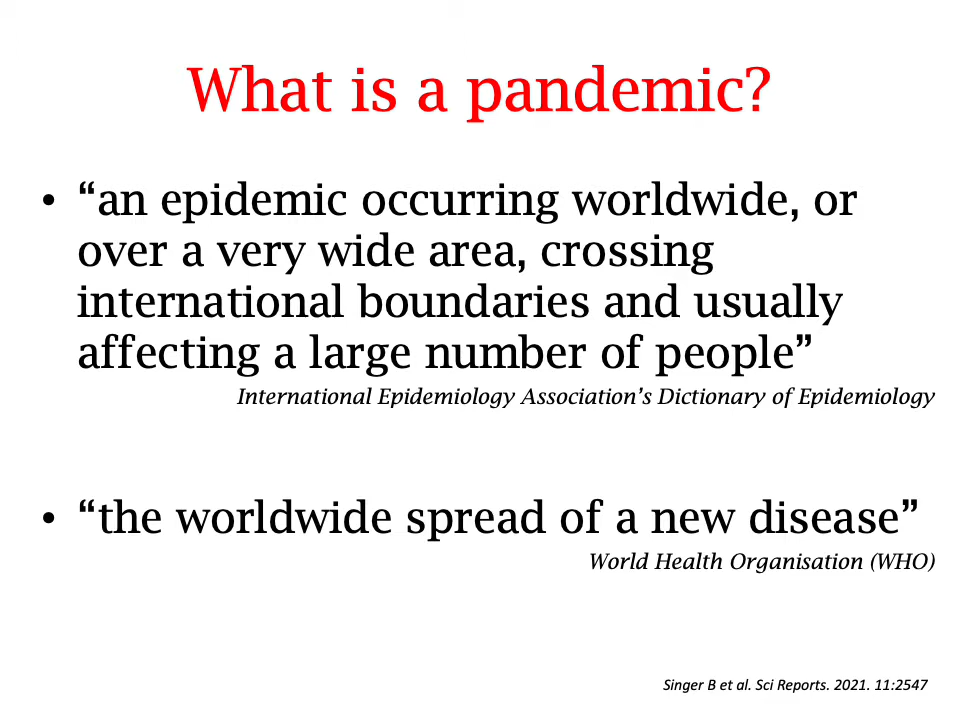 What is a pandemic?
• “an epidemic occurring worldwide, or
over a very wide area, crossing
international boundaries and usually
affecting a large number of people”
International Epidemiology Association’s Dictionary of Epidemiology
• “the worldwide spread of a new disease”
World Health Organisation (WHO)
Singer B et al. Sci Reports. 2021. 11:2547